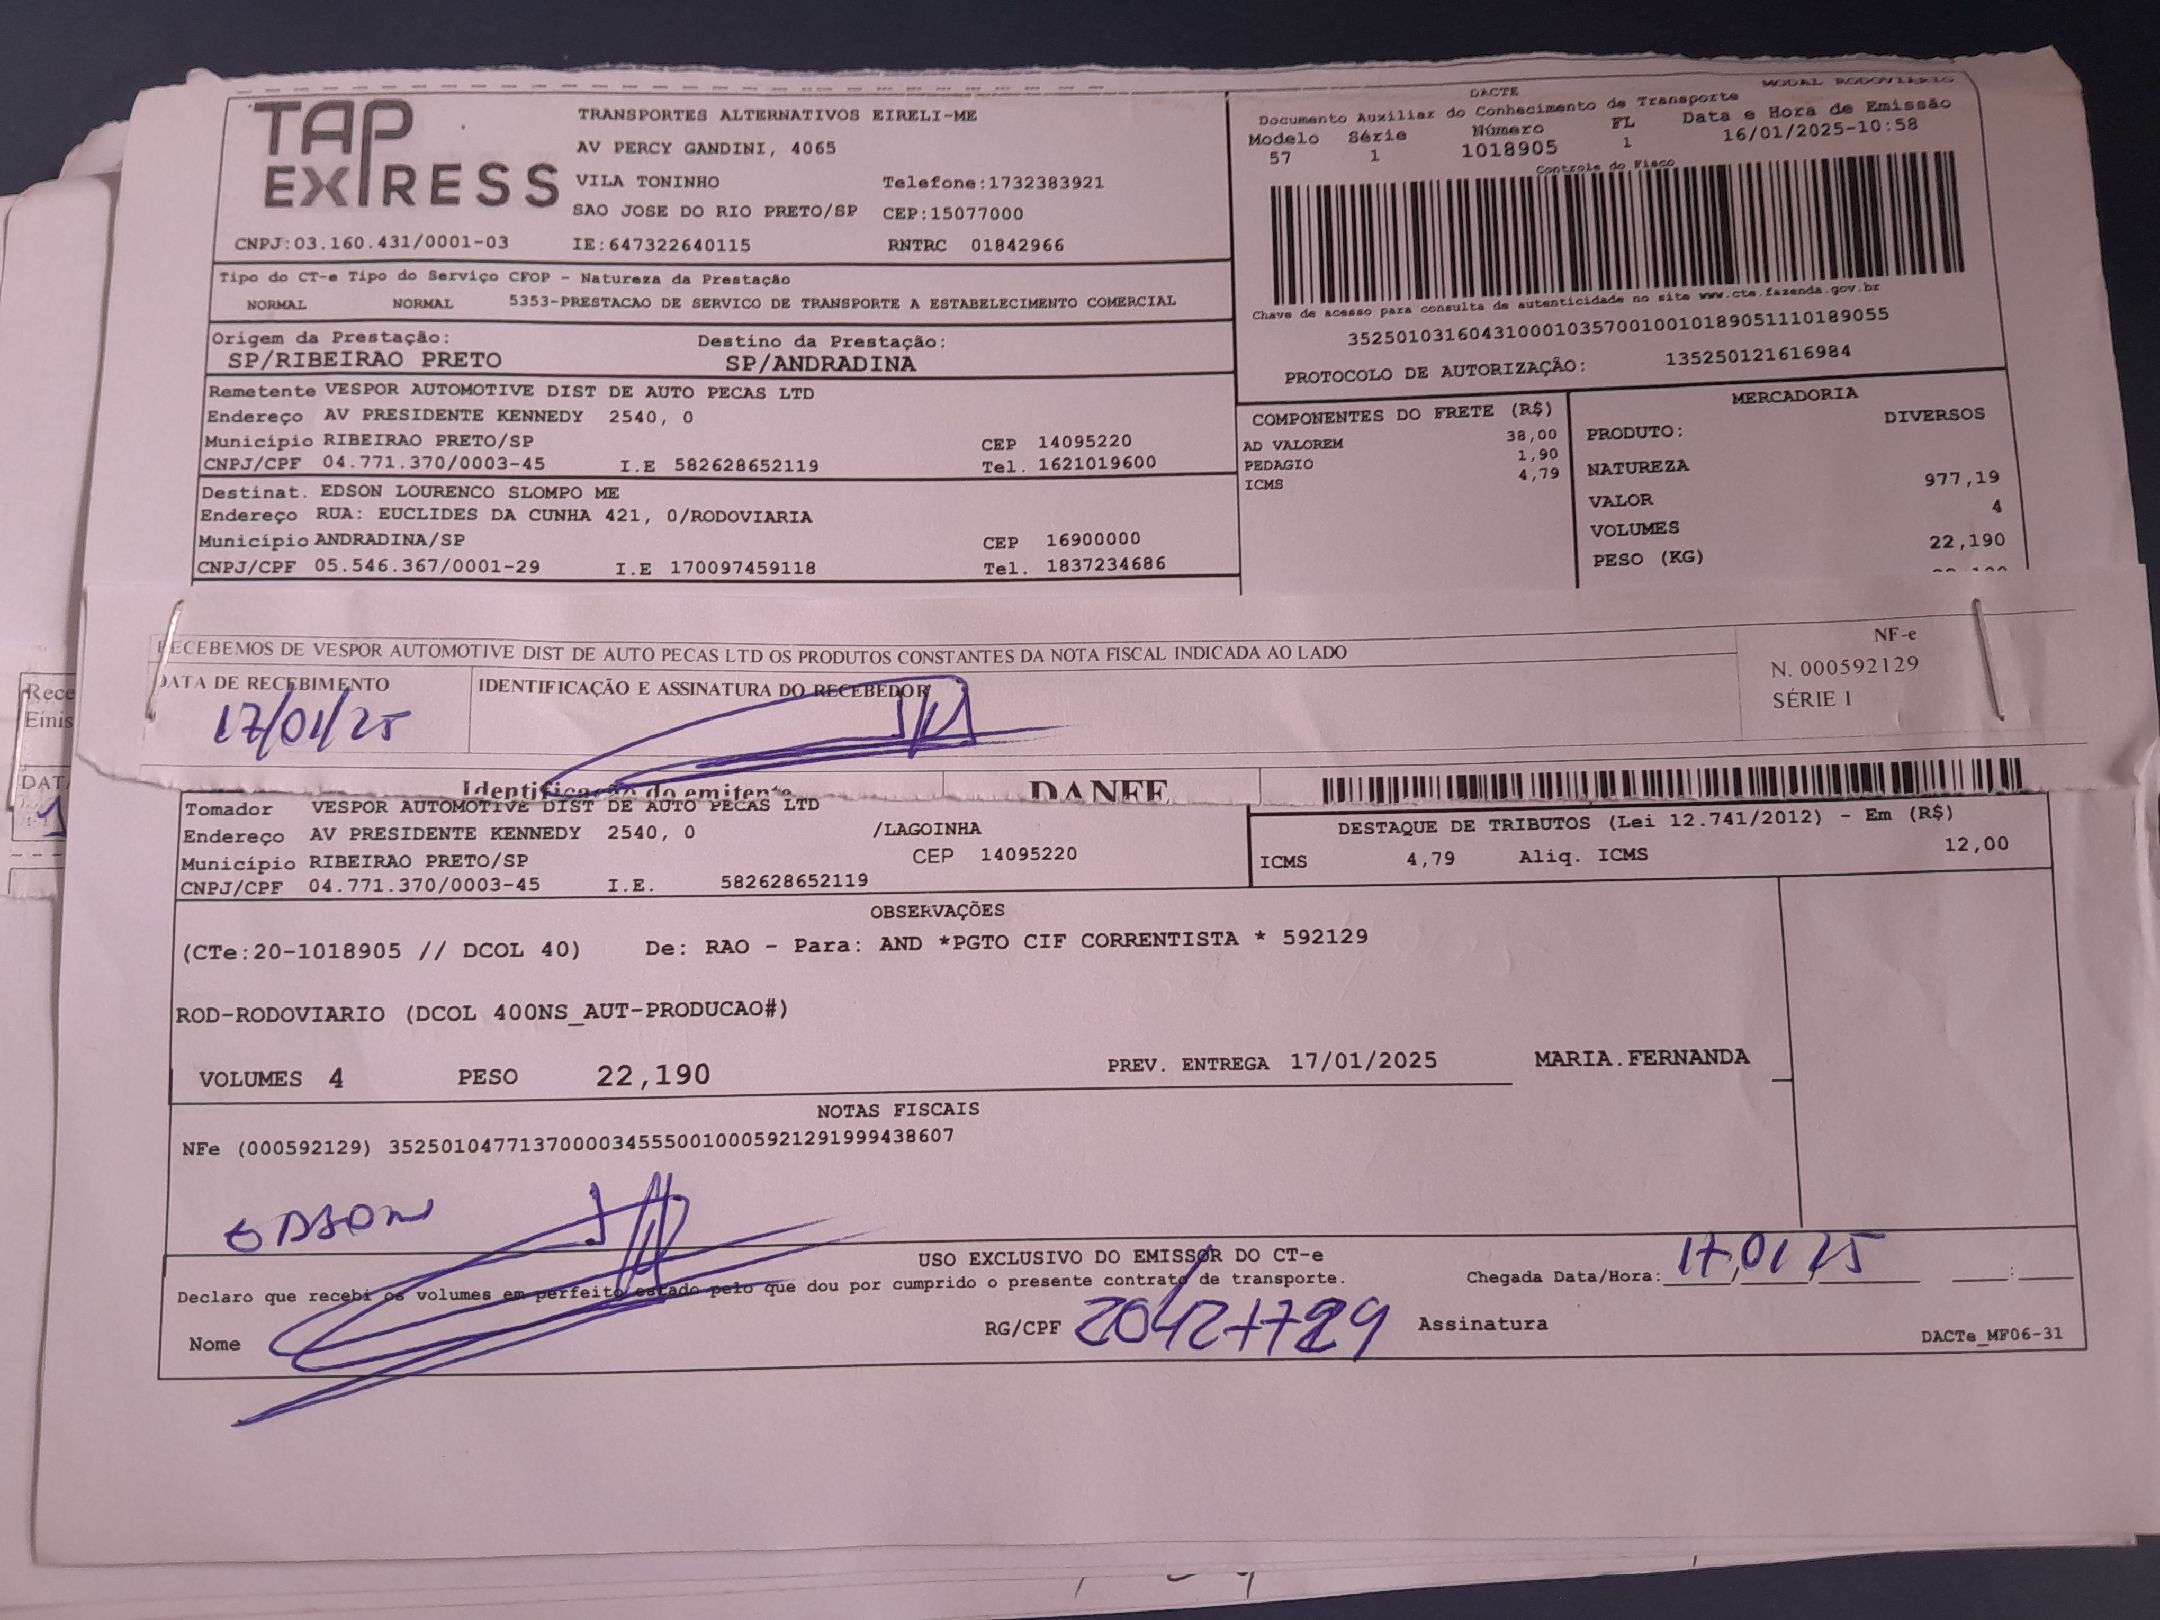 TAP
EXPRESS
TRANSPORTES ALTERNATIVOS EIRELI-ME
AV PERCY GANDINI, 4065
VILA TONINHO Telefone:1732383921
SAO JOSE DO RIO PRETO/SP CEP:15077000
CNPJ:03.160.431/0001-03 IE:647322640115 RNTRC 01842966
DACTE MODAL RODOVIARIO
Documento Auxiliar do Conhecimento de Transporte
Modelo Série Número FL Data e Hora de Emissão
57 1 1018905 1 16/01/2025-10:58
Controle do Fisco
Chave de acesso para consulta de autenticidade no site www.cte.fazenda.gov.br
35250103160431000103570010010189051110189055
PROTOCOLO DE AUTORIZAÇÃO: 135250121616984
Tipo do CT-e Tipo do Serviço CFOP - Natureza da Prestação
NORMAL NORMAL 5353-PRESTACAO DE SERVICO DE TRANSPORTE A ESTABELECIMENTO COMERCIAL
Origem da Prestação: Destino da Prestação:
SP/RIBEIRAO PRETO SP/ANDRADINA
Remetente VESPOR AUTOMOTIVE DIST DE AUTO PECAS LTD
Endereço AV PRESIDENTE KENNEDY 2540, 0
Município RIBEIRAO PRETO/SP CEP 14095220
CNPJ/CPF 04.771.370/0003-45 I.E 582628652119 Tel. 1621019600
Destinat. EDSON LOURENCO SLOMPO ME
Endereço RUA: EUCLIDES DA CUNHA 421, 0/RODOVIARIA
Município ANDRADINA/SP CEP 16900000
CNPJ/CPF 05.546.367/0001-29 I.E 170097459118 Tel. 1837234686
COMPONENTES DO FRETE (R$)
AD VALOREM 38,00
PEDAGIO 1,90
ICMS 4,79
MERCADORIA
PRODUTO: DIVERSOS
NATUREZA
VALOR 977,19
VOLUMES 4
PESO (KG) 22,190
RECEBEMOS DE VESPOR AUTOMOTIVE DIST DE AUTO PECAS LTD OS PRODUTOS CONSTANTES DA NOTA FISCAL INDICADA AO LADO
NF-e
N. 000592129
SÉRIE 1
DATA DE RECEBIMENTO IDENTIFICAÇÃO E ASSINATURA DO RECEBEDOR
17/01/25
Identificação do emitente DANFE
Tomador VESPOR AUTOMOTIVE DIST DE AUTO PECAS LTD
Endereço AV PRESIDENTE KENNEDY 2540, 0 /LAGOINHA
Município RIBEIRAO PRETO/SP CEP 14095220
CNPJ/CPF 04.771.370/0003-45 I.E. 582628652119
DESTAQUE DE TRIBUTOS (Lei 12.741/2012) - Em (R$)
ICMS 4,79 Aliq. ICMS 12,00
OBSERVAÇÕES
(CTe:20-1018905 // DCOL 40) De: RAO - Para: AND *PGTO CIF CORRENTISTA * 592129
ROD-RODOVIARIO (DCOL 400NS_AUT-PRODUCAO#)
VOLUMES 4 PESO 22,190 PREV. ENTREGA 17/01/2025 MARIA.FERNANDA
NOTAS FISCAIS
NFe (000592129) 35250104771370000345550010005921291999438607
EDSON
USO EXCLUSIVO DO EMISSOR DO CT-e
Declaro que recebi os volumes em perfeito estado pelo que dou por cumprido o presente contrato de transporte. Chegada Data/Hora: 17/01/25 :
Nome RG/CPF Assinatura
DACTe_MF06-31
Rece
Emis
DATA